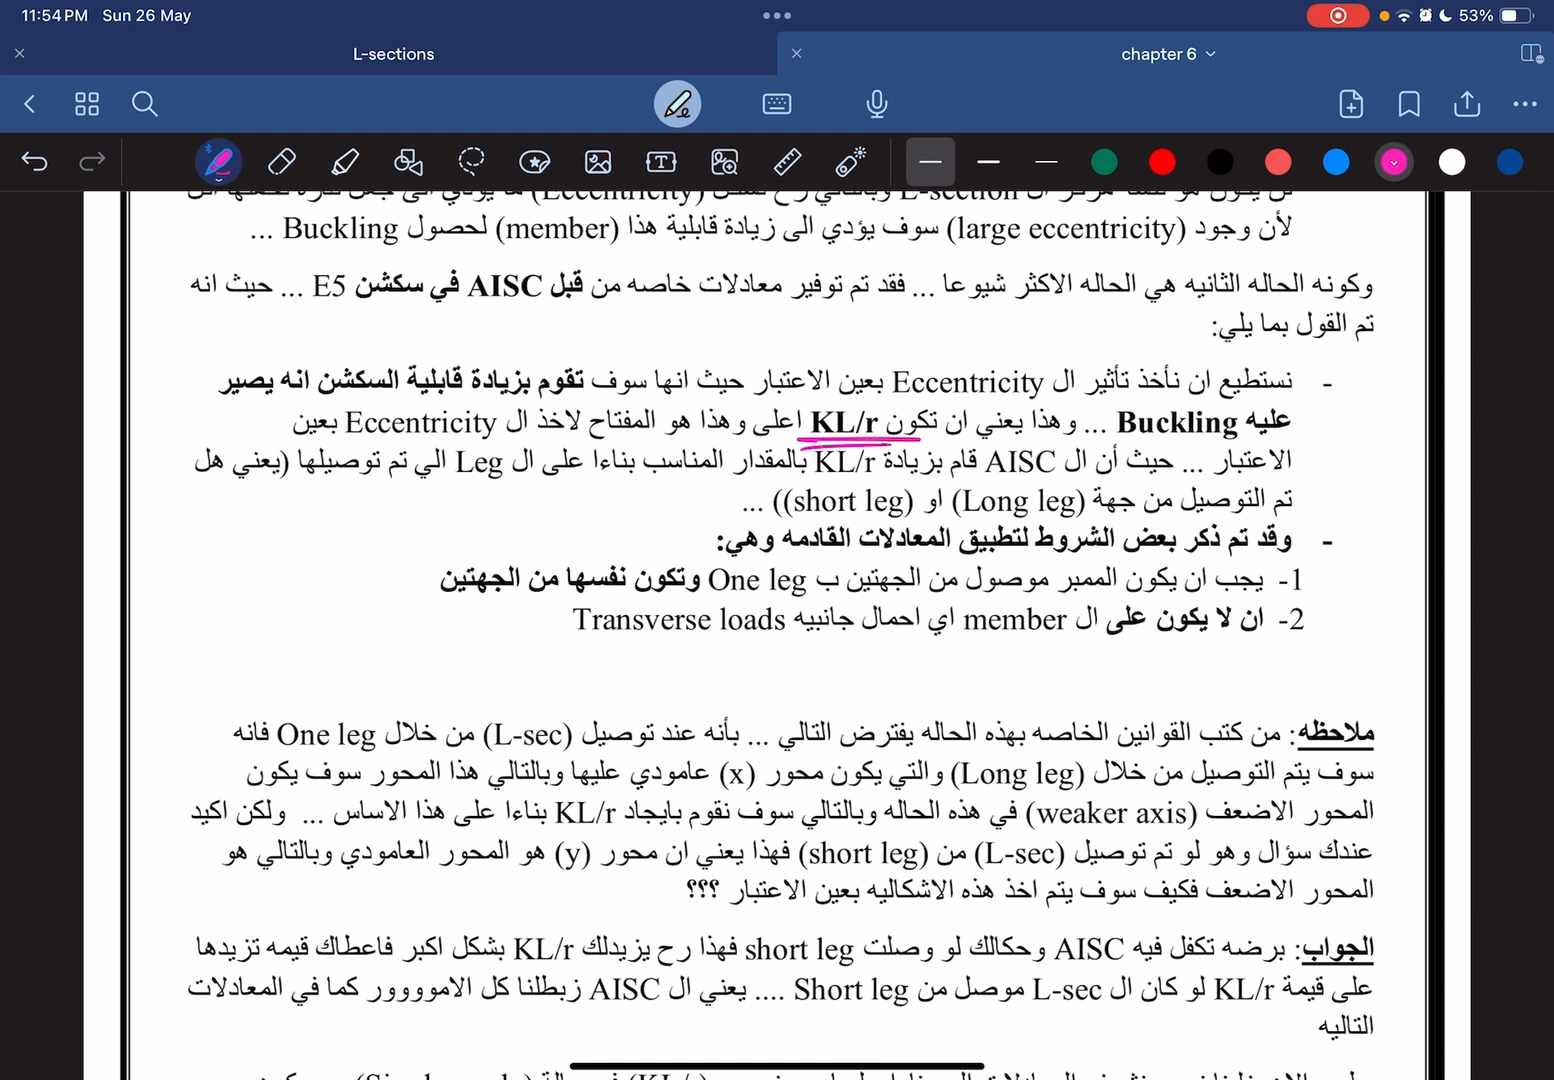 11:54 PM Sun 26 May
53%
L-sections
chapter 6
لأن وجود (large eccentricity) سوف يؤدي الى زيادة قابلية هذا (member) لحصول Buckling ...
وكونه الحاله الثانيه هي الحاله الاكثر شيوعا ... فقد تم توفير معادلات خاصه من قبل AISC في سكشن E5 ... حيث انه
تم القول بما يلي:
- نستطيع ان نأخذ تأثير ال Eccentricity بعين الاعتبار حيث انها سوف تقوم بزيادة قابلية السكشن انه يصير
عليه Buckling ... وهذا يعني ان تكون KL/r اعلى وهذا هو المفتاح لاخذ ال Eccentricity بعين
الاعتبار ... حيث أن ال AISC قام بزيادة KL/r بالمقدار المناسب بناءا على ال Leg الي تم توصيلها (يعني هل
تم التوصيل من جهة (Long leg) او (short leg)) ...
- وقد تم ذكر بعض الشروط لتطبيق المعادلات القادمه وهي:
1- يجب ان يكون الممبر موصول من الجهتين ب One leg وتكون نفسها من الجهتين
2- ان لا يكون على ال member اي احمال جانبيه Transverse loads
ملاحظه: من كتب القوانين الخاصه بهذه الحاله يفترض التالي ... بأنه عند توصيل (L-sec) من خلال One leg فانه
سوف يتم التوصيل من خلال (Long leg) والتي يكون محور (x) عامودي عليها وبالتالي هذا المحور سوف يكون
المحور الاضعف (weaker axis) في هذه الحاله وبالتالي سوف نقوم بايجاد KL/r بناءا على هذا الاساس ... ولكن اكيد
عندك سؤال وهو لو تم توصيل (L-sec) من (short leg) فهذا يعني ان محور (y) هو المحور العامودي وبالتالي هو
المحور الاضعف فكيف سوف يتم اخذ هذه الاشكاليه بعين الاعتبار ؟؟؟
الجواب: برضه تكفل فيه AISC وحكالك لو وصلت short leg فهذا رح يزيدلك KL/r بشكل اكبر فاعطاك قيمه تزيدها
على قيمة KL/r لو كان ال L-sec موصل من Short leg .... يعني ال AISC زبطلنا كل الاموووور كما في المعادلات
التاليه